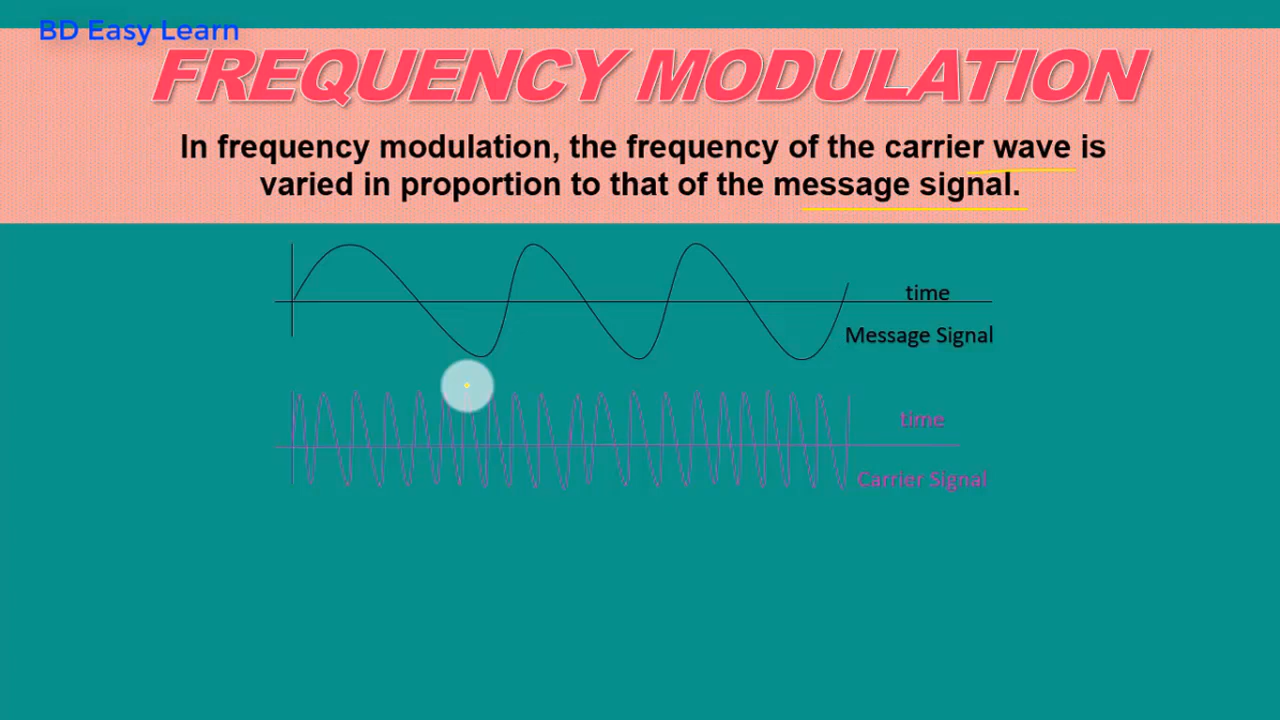 BD Easy Learn
FREQUENCY MODULATION
In frequency modulation, the frequency of the carrier wave is
varied in proportion to that of the message signal.
time
Message Signal
time
Carrier Signal